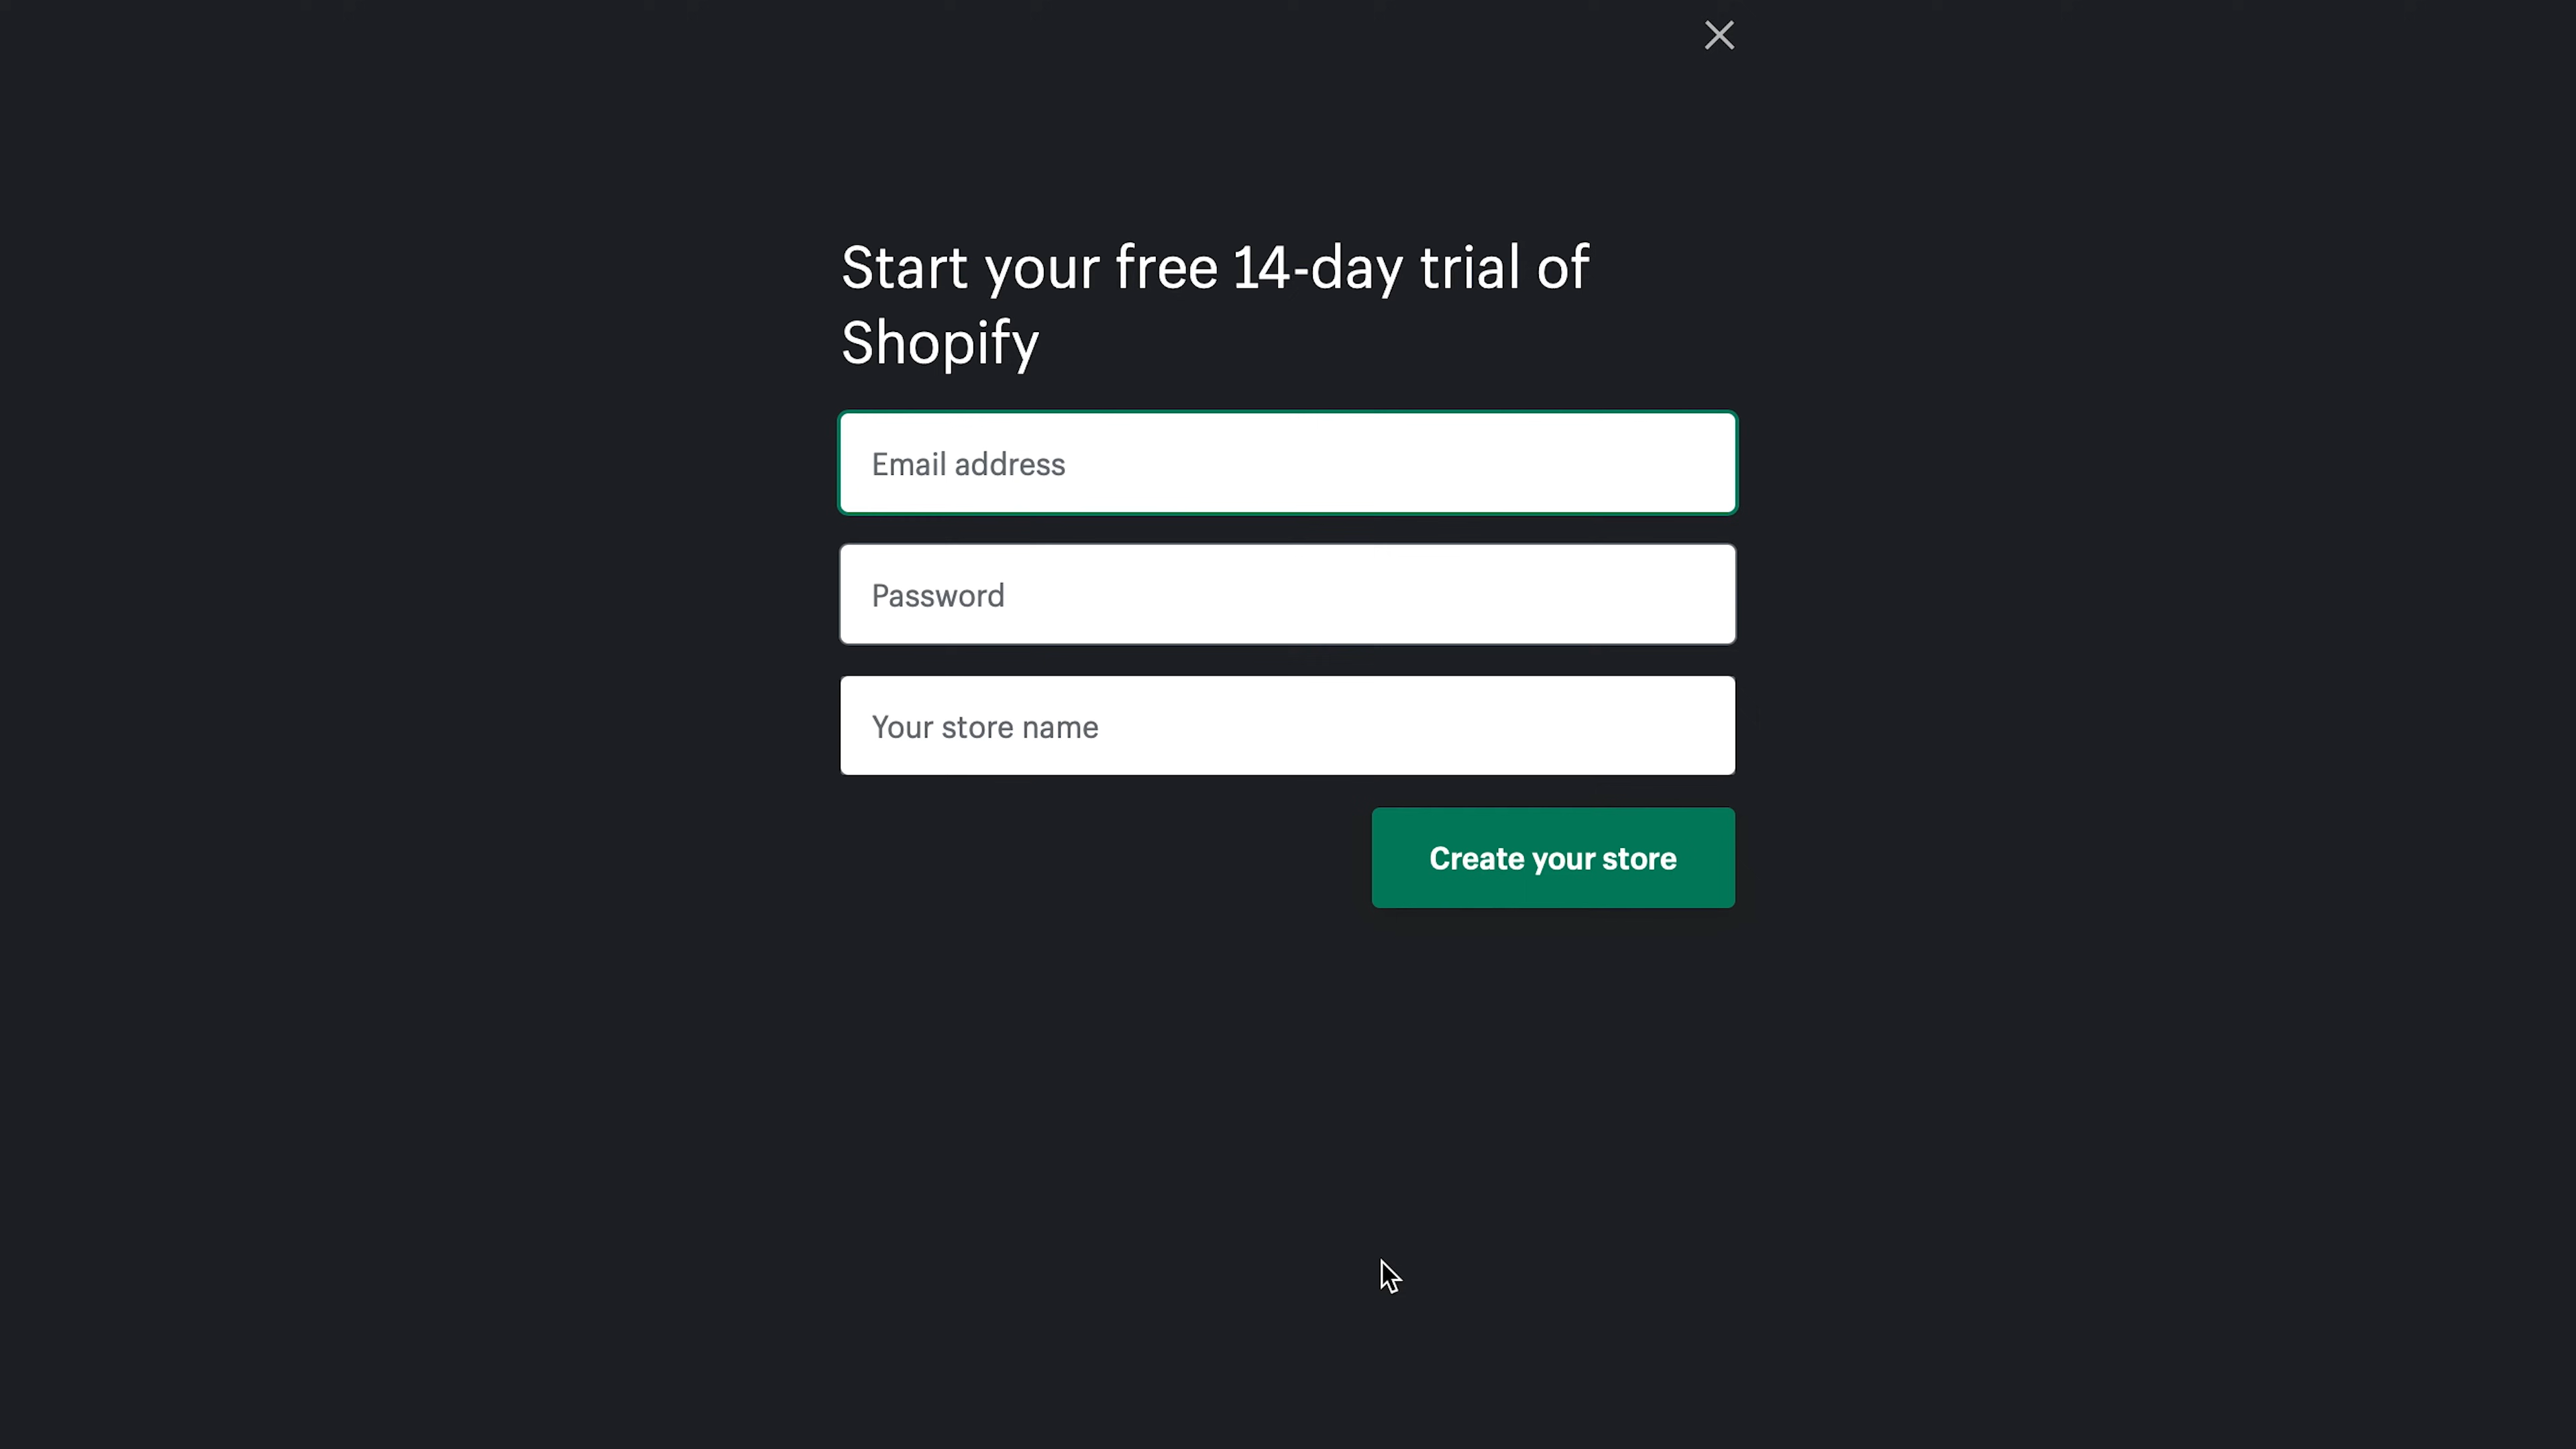 Start your free 14-day trial of
Shopify
Email address
Password
Your store name
Create your store